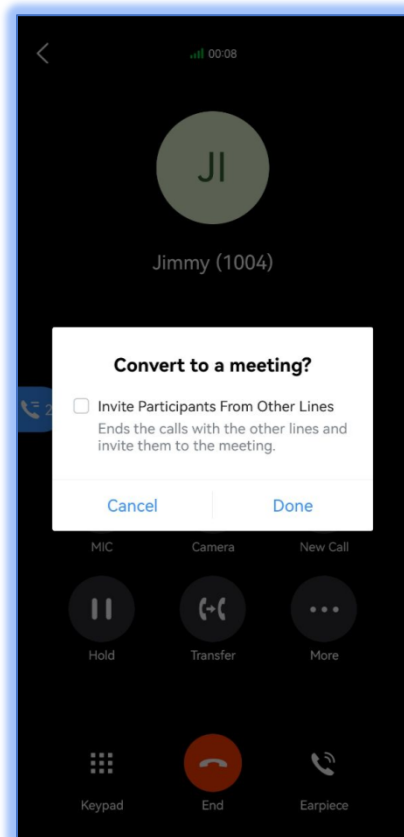 00:08
JI
Jimmy (1004)
Convert to a meeting?
2
Invite Participants From Other Lines
Ends the calls with the other lines and
invite them to the meeting.
Cancel Done
MIC Camera New Call
Hold Transfer More
Keypad End Earpiece